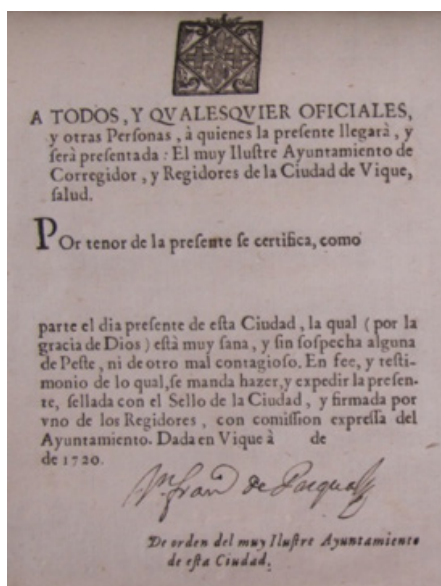 A TODOS, Y QVALESQVIER OFICIALES,
y otras Perſonas, à quienes la preſente llegarà, y
ſerà preſentada: El muy Iluſtre Ayuntamiento de
Corregidor, y Regidores de la Ciudad de Vique,
ſalud.
POr tenor de la preſente ſe certifica, como
parte el dia preſente de eſta Ciudad, la qual (por la
gracia de Dios) eſtà muy ſana, y ſin ſoſpecha alguna
de Peſte, ni de otro mal contagioſo. En fee, y teſti-
monio de lo qual, ſe manda hazer, y expedir la preſen-
te, ſellada con el Sello de la Ciudad, y firmada por
vno de los Regidores, con comiſſion expreſſa del
Ayuntamiento. Dada en Vique à de
de 1720.
de
De orden del muy Iluſtre Ayuntamiento
de eſta Ciudad.